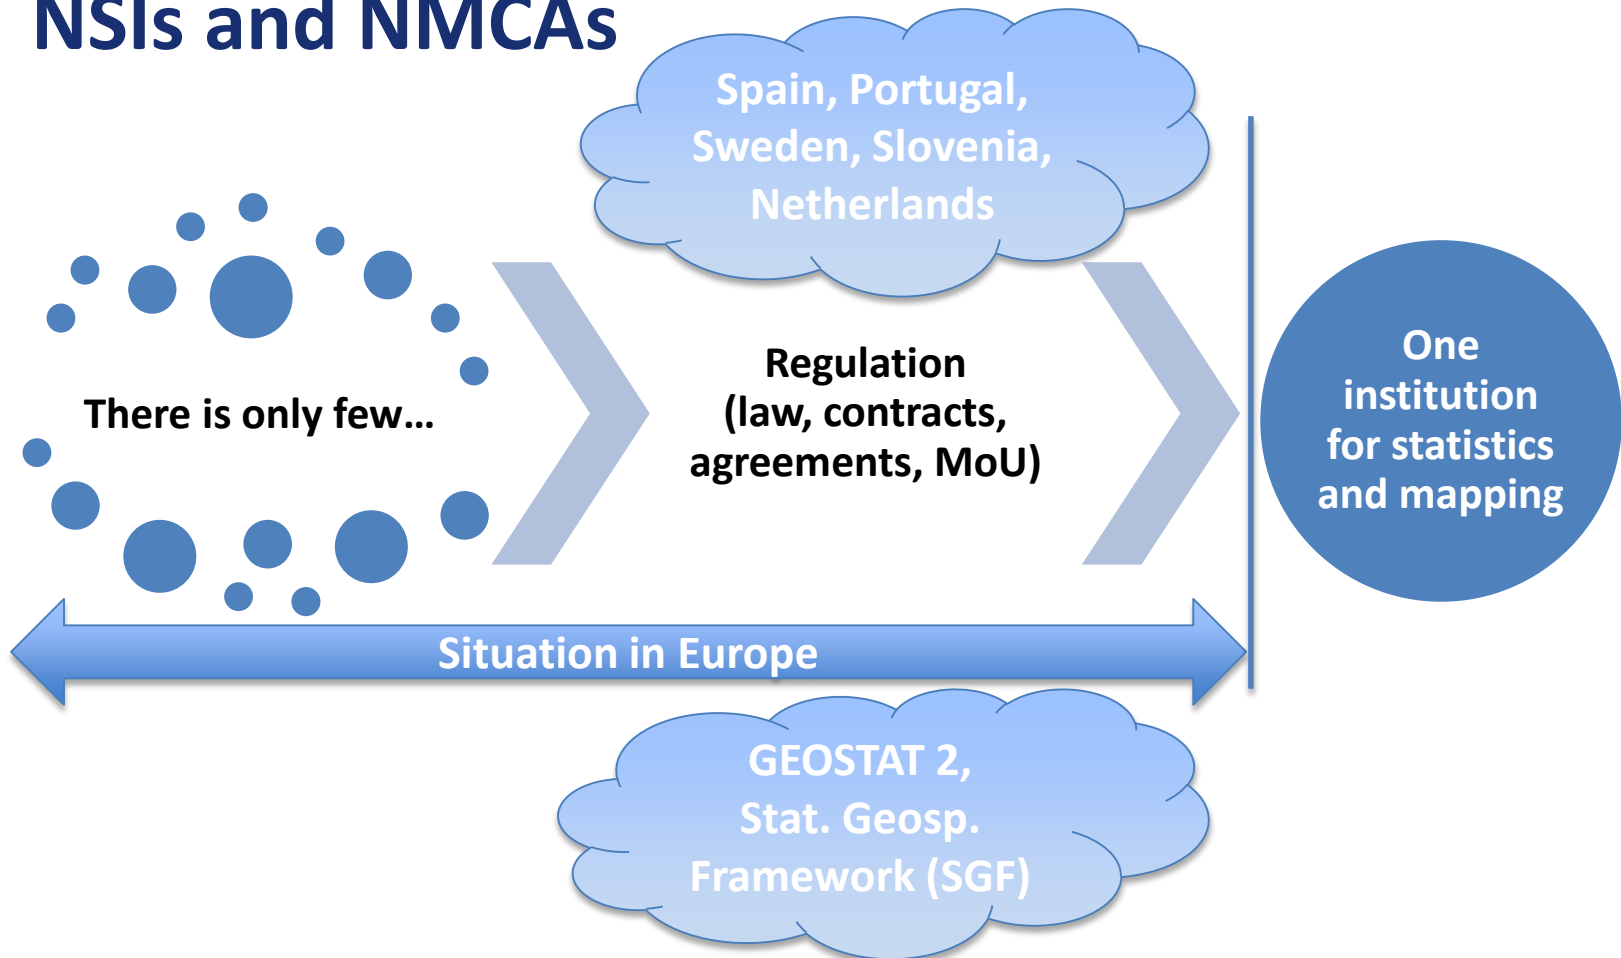 NSIs and NMCAs
Spain, Portugal,
Sweden, Slovenia,
Netherlands
There is only few...
Regulation
(law, contracts,
agreements, MoU)
One
institution
for statistics
and mapping
Situation in Europe
GEOSTAT 2,
Stat. Geosp.
Framework (SGF)